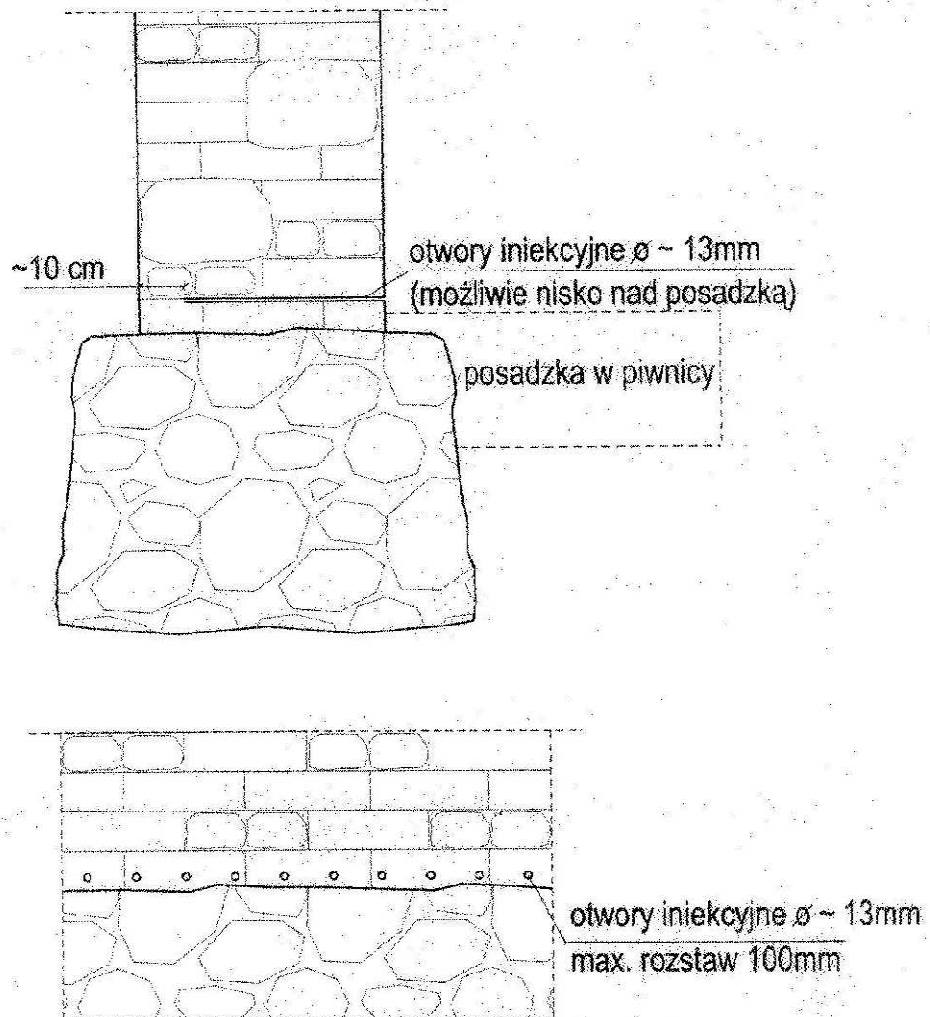 ~10 cm
otwory iniekcyjne ø ~ 13mm
(możliwie nisko nad posadzką)
posadzka w piwnicy
otwory iniekcyjne ø ~ 13mm
max. rozstaw 100mm